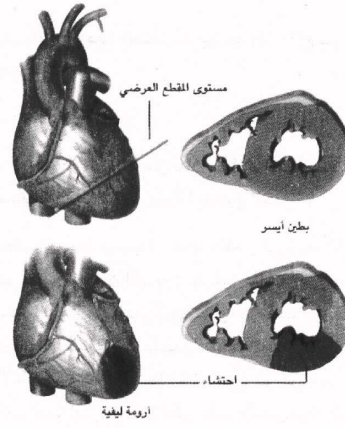 مستوى المقطع العرضي
بطين أيسر
احتشاء
أرومة ليفية